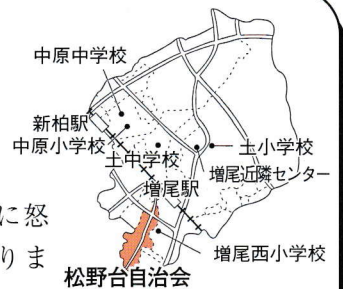 中原中学校
新柏駅
中原小学校
土中学校
土小学校
増尾近隣センター
増尾駅
増尾西小学校
松野台自治会
に怒
りま